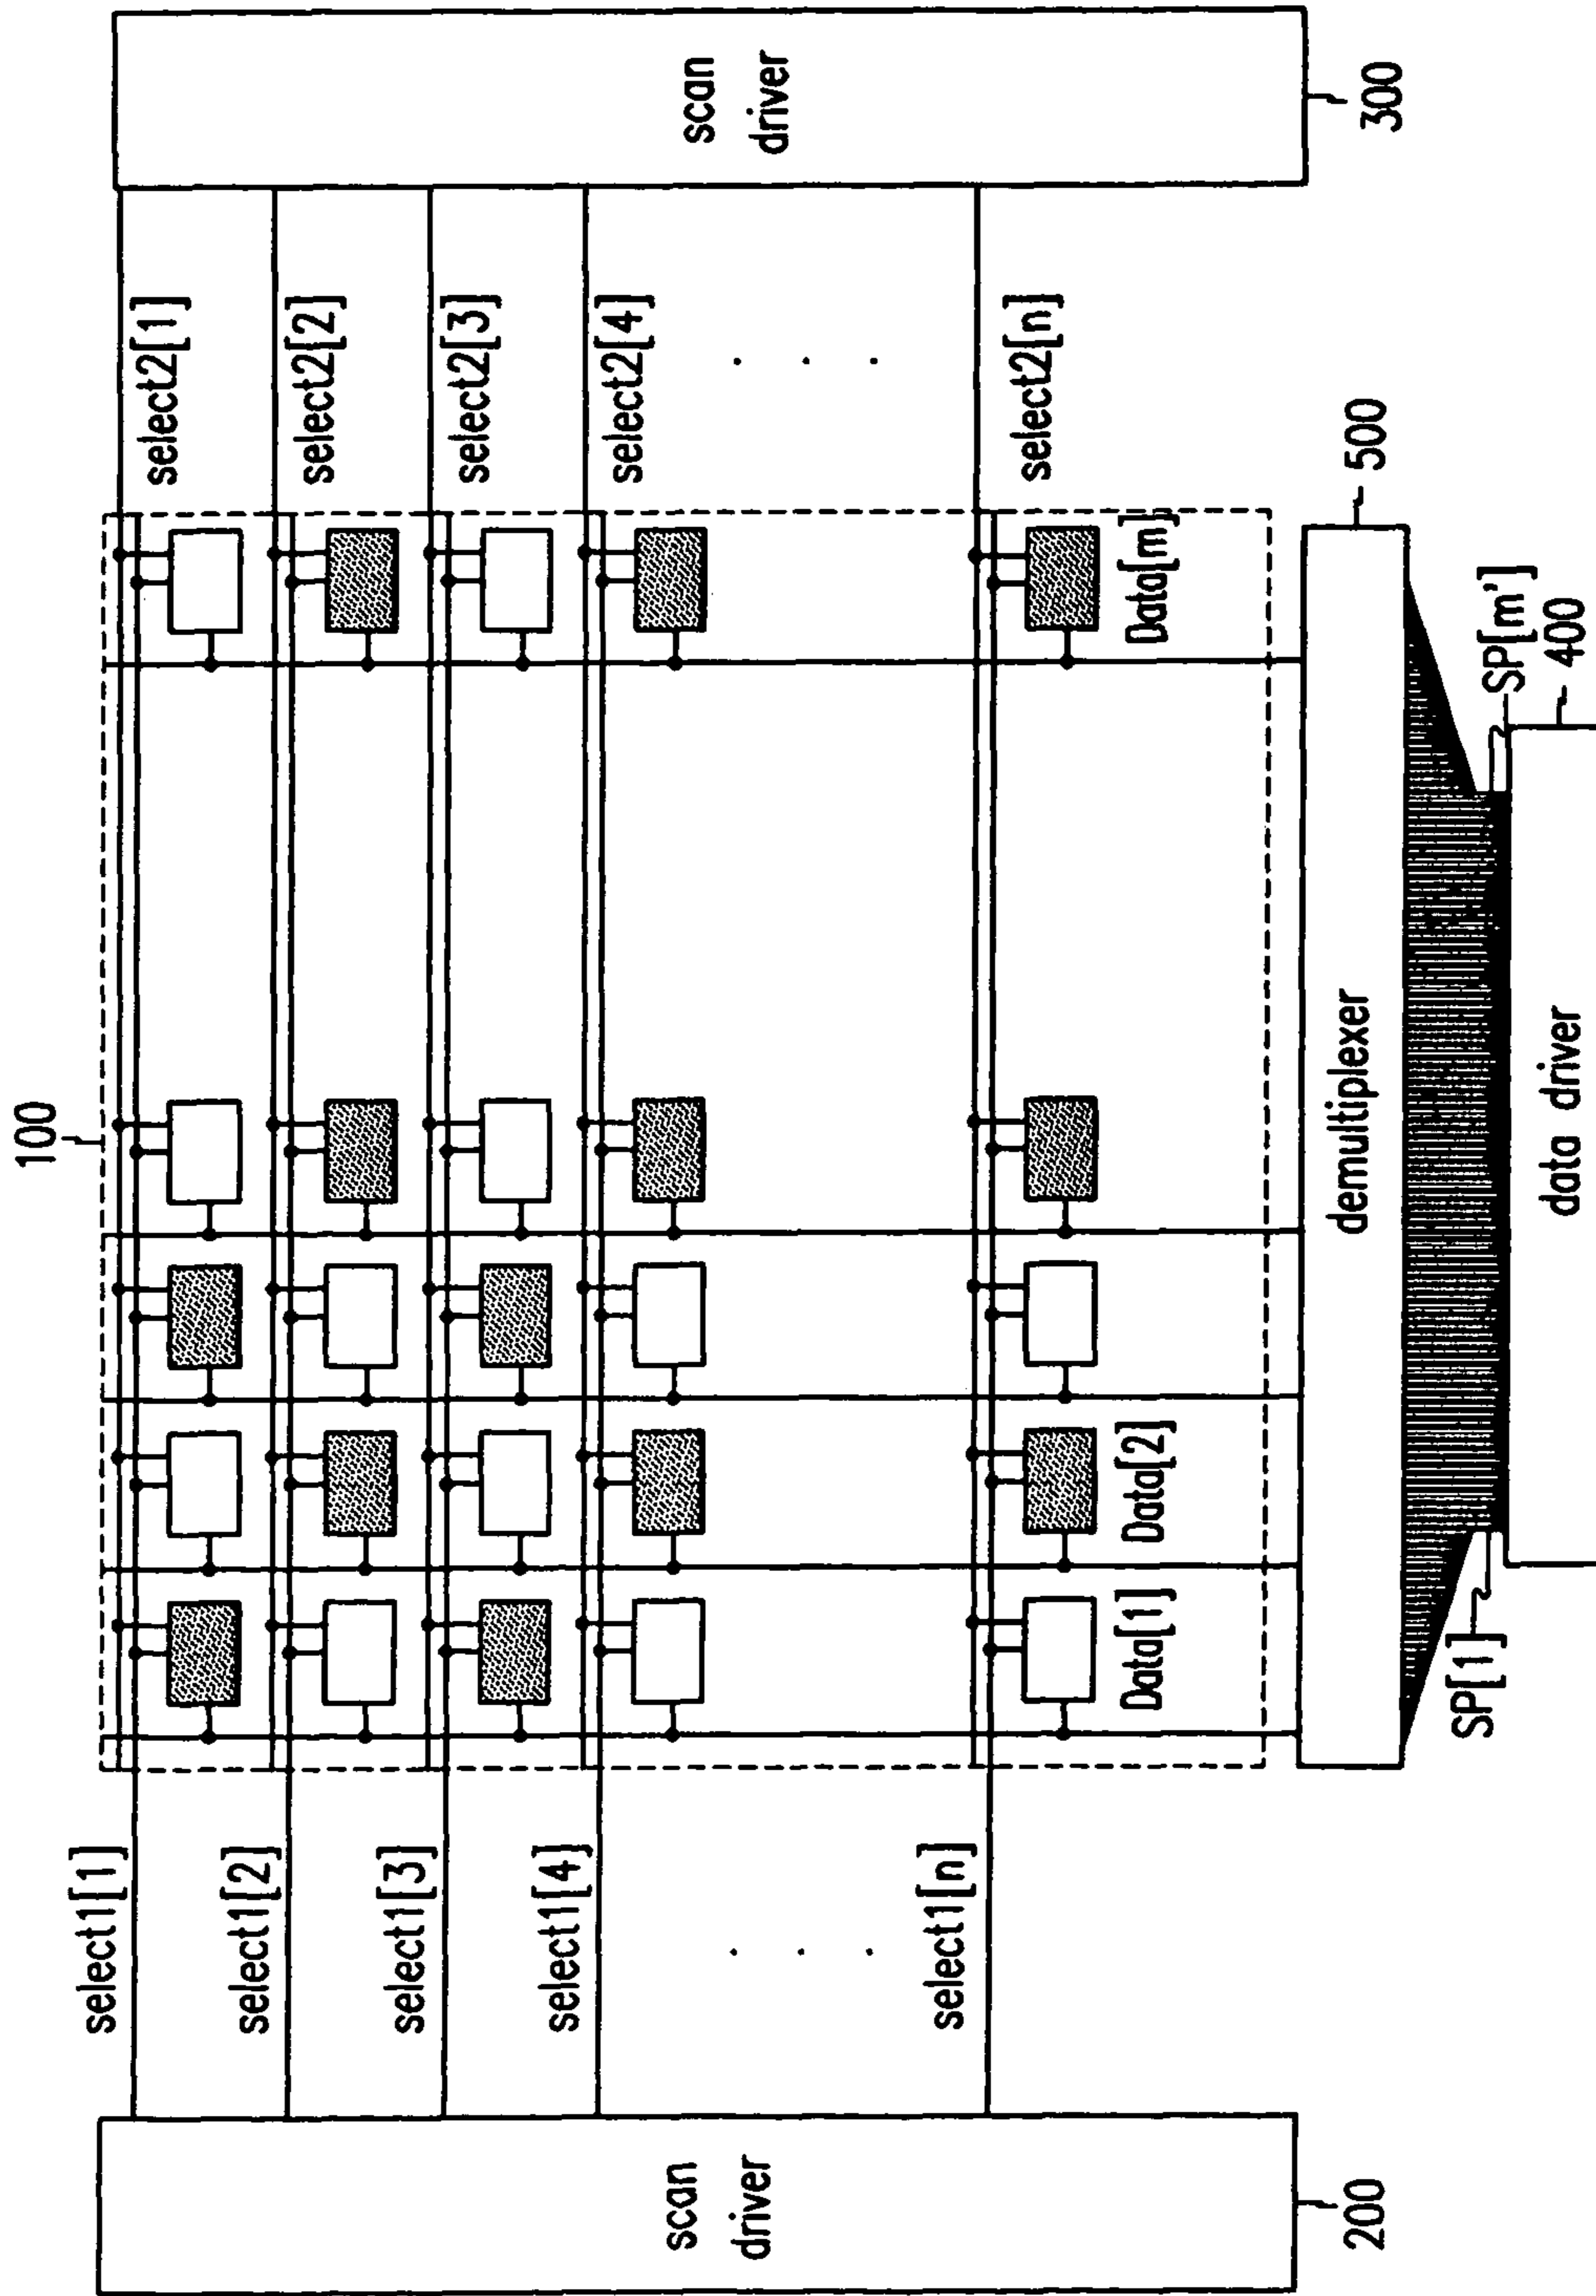 100
select1[1]
select1[2]
select1[3]
select1[4]
. . .
select1[n]
select2[1]
select2[2]
select2[3]
select2[4]
. . .
select2[n]
scan
driver
200
scan
driver
300
Data[1]
Data[2]
Data[m]
demultiplexer
500
SP[1]
SP[m']
data driver
400